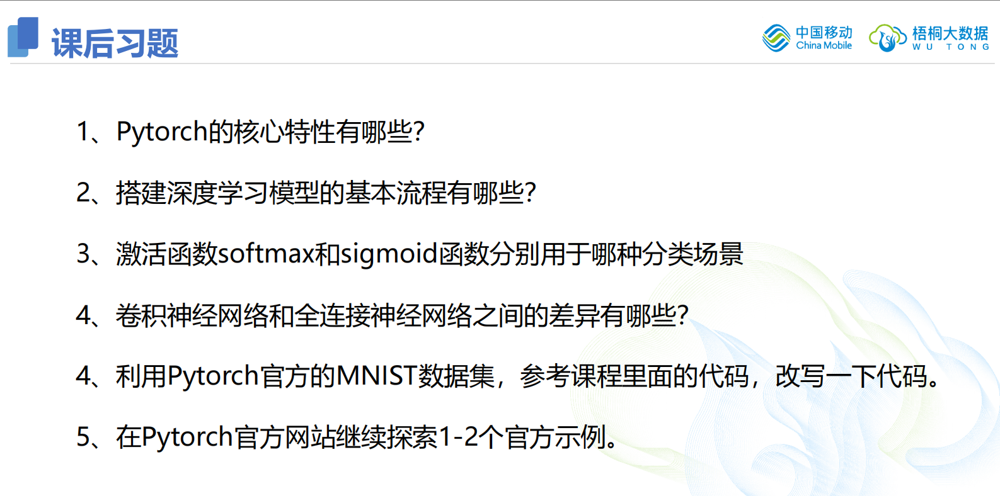 课后习题
中国移动
China Mobile
梧桐大数据
WU TONG
1、Pytorch的核心特性有哪些？
2、搭建深度学习模型的基本流程有哪些？
3、激活函数softmax和sigmoid函数分别用于哪种分类场景
4、卷积神经网络和全连接神经网络之间的差异有哪些？
4、利用Pytorch官方的MNIST数据集，参考课程里面的代码，改写一下代码。
5、在Pytorch官方网站继续探索1-2个官方示例。